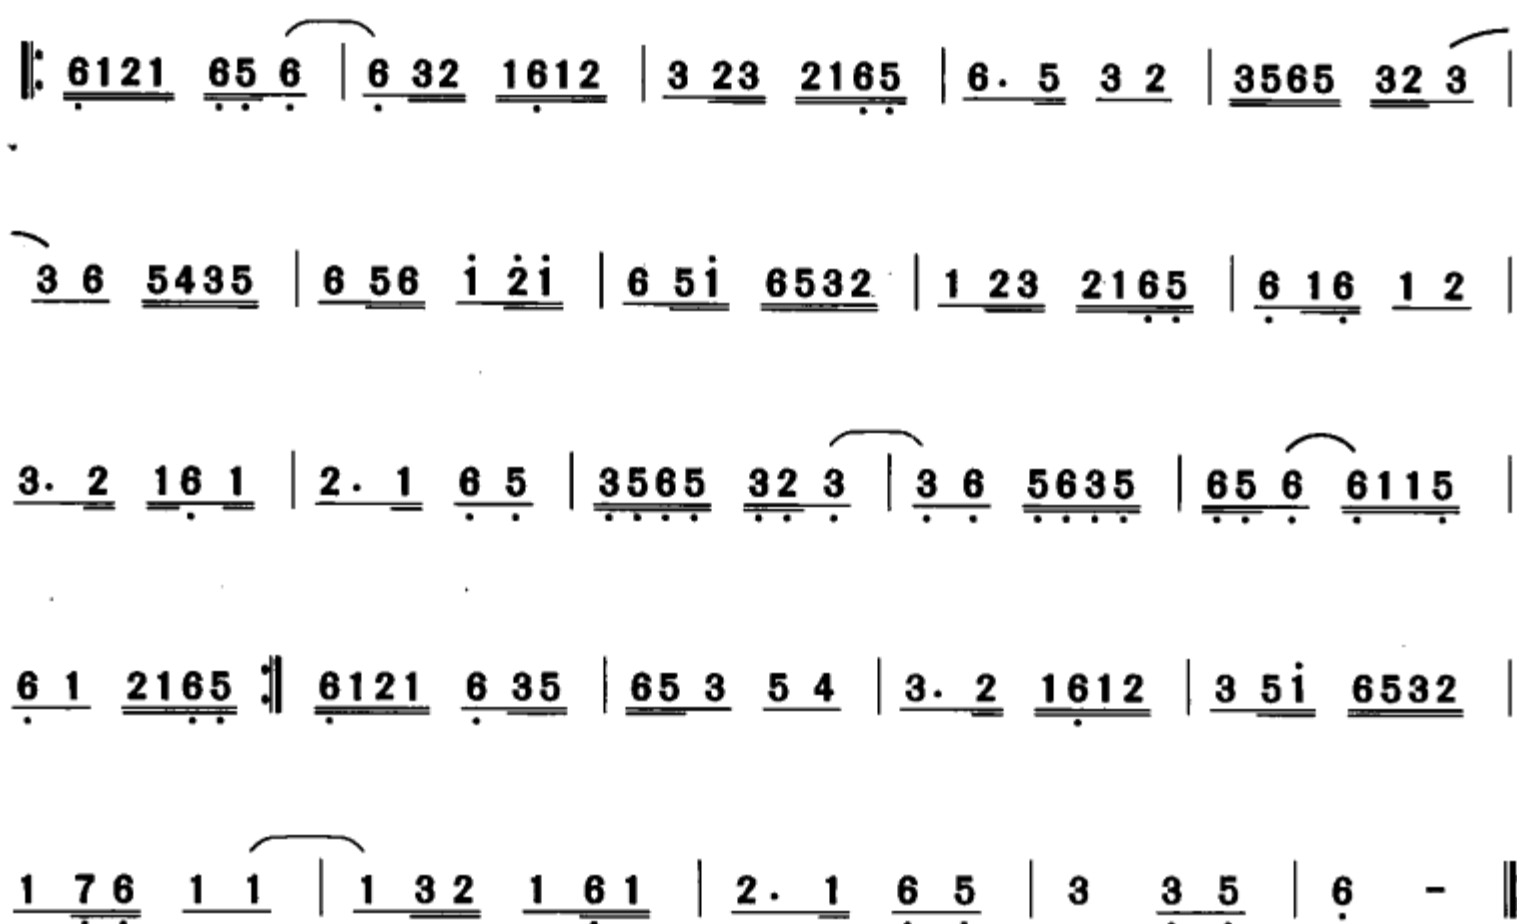 6121 65 6 | 6 32 1612 | 3 23 2165 | 6· 5 3 2 | 3565 32 3 |
3 6 5435 | 6 56 i 2̇i | 6 5i 6532 | 1 23 2165 | 6 16 1 2 |
3· 2 16 1 | 2· 1 6 5 | 3565 32 3 | 3 6 5635 | 65 6 6115 |
6 1 2165 :‖ 6121 6 35 | 65 3 5 4 | 3· 2 1612 | 3 5i 6532 |
1 76 1 1 | 1 32 1 61 | 2· 1 6 5 | 3 3 5 | 6 - ‖